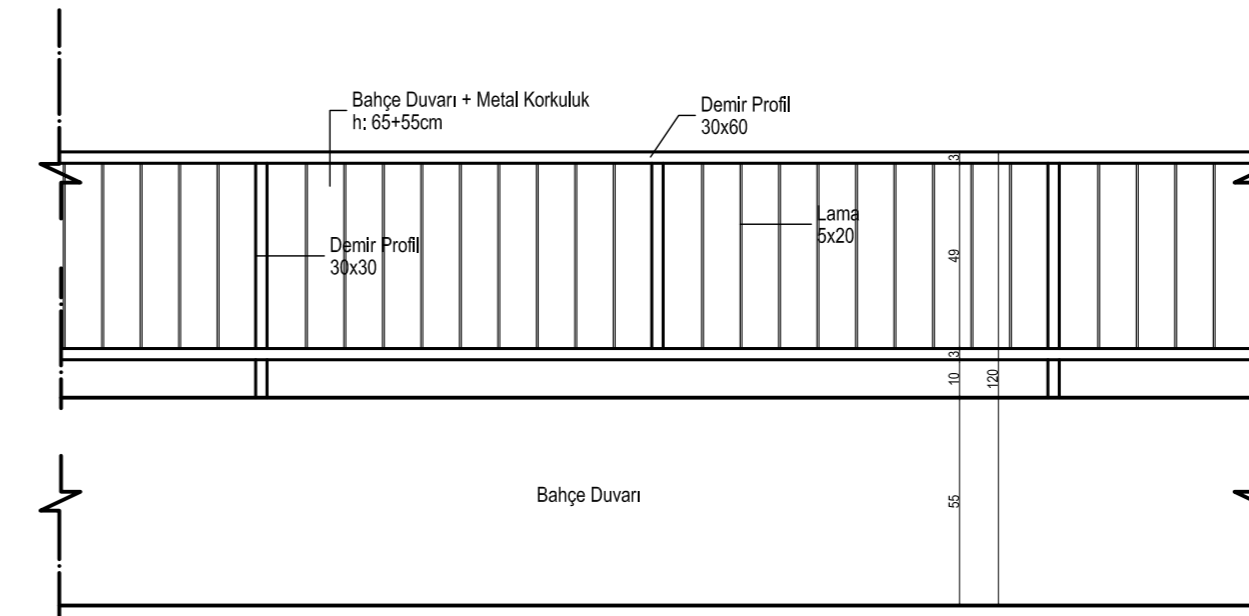 Bahçe Duvarı + Metal Korkuluk
h: 65+55cm
Demir Profil
30x60
Lama
5x20
Demir Profil
30x30
3
49
3
10
120
55
Bahçe Duvarı